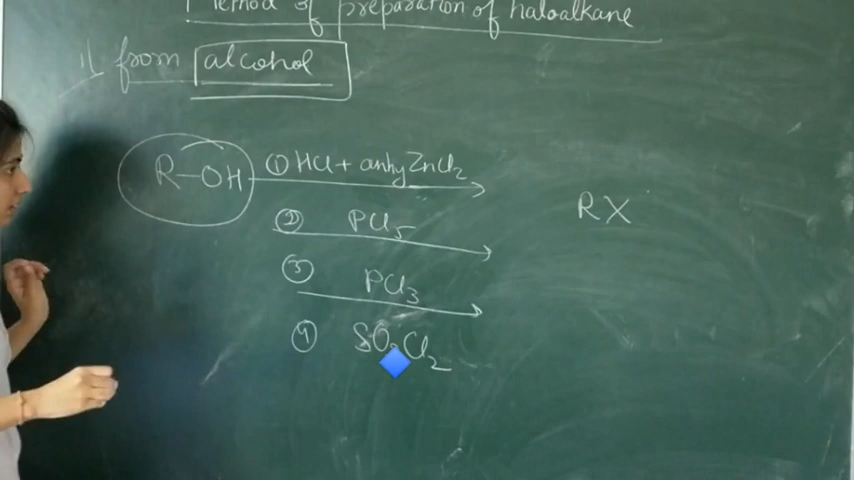 Method of preparation of haloalkane
1) from alcohol
R-OH ① HCl + anhy ZnCl2
RX
② PCl5
③ PCl3
④ SO2Cl2